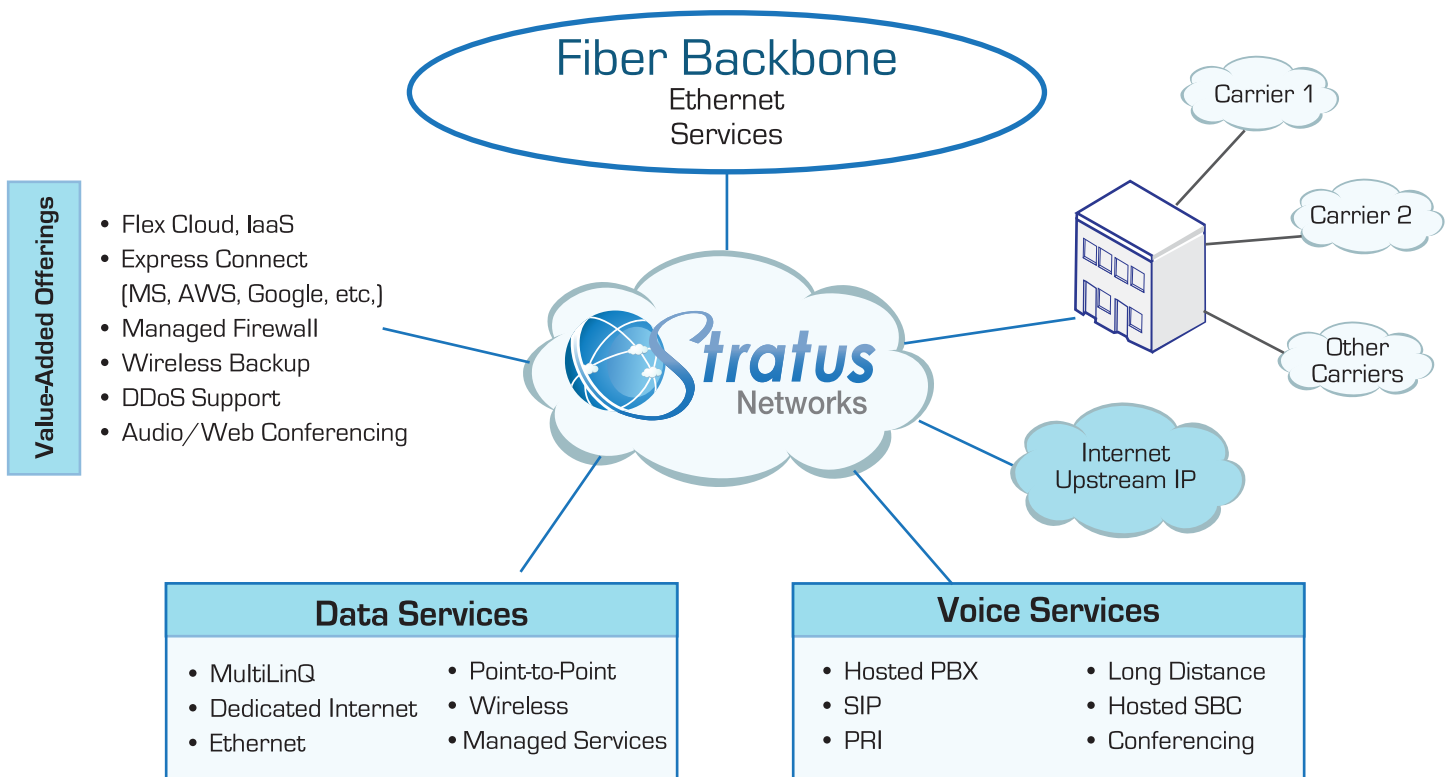 Fiber Backbone
Ethernet
Services
Carrier 1
Carrier 2
Other
Carriers
Value-Added Offerings
• Flex Cloud, IaaS
• Express Connect
(MS, AWS, Google, etc,)
• Managed Firewall
• Wireless Backup
• DDoS Support
• Audio/Web Conferencing
Stratus
Networks
Internet
Upstream IP
Data Services
• MultiLinQ
• Dedicated Internet
• Ethernet
• Point-to-Point
• Wireless
• Managed Services
Voice Services
• Hosted PBX
• SIP
• PRI
• Long Distance
• Hosted SBC
• Conferencing